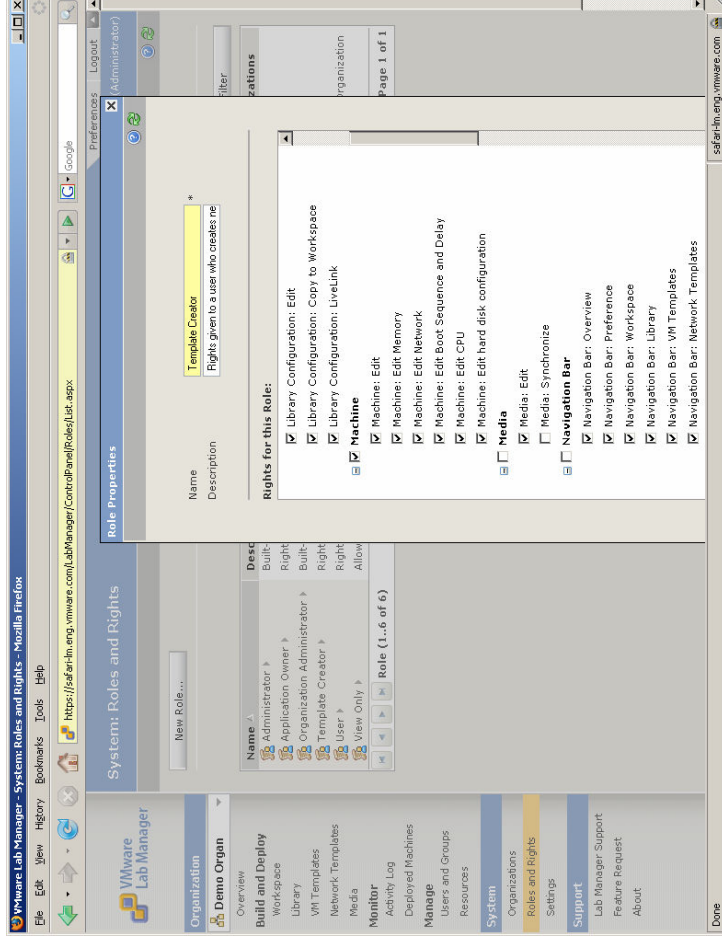 VMware Lab Manager - System: Roles and Rights - Mozilla Firefox
File Edit View History Bookmarks Tools Help
https://safari-lm.eng.vmware.com/LabManager/ControlPanel/Roles/List.aspx
Google
Preferences Logout
VMware
Lab Manager
System: Roles and Rights
(Administrator)
Organization
Demo Organ
Overview
Build and Deploy
Workspace
Library
VM Templates
Network Templates
Media
Monitor
Activity Log
Deployed Machines
Manage
Users and Groups
Resources
System
Organizations
Roles and Rights
Settings
Support
Lab Manager Support
Feature Request
About
New Role...
Filter
Name Desc zations
Administrator Built-
Application Owner Right
Organization Administrator Built-
Template Creator Right
User Right
View Only Allow organization
Role (1..6 of 6) Page 1 of 1
Role Properties
Name Template Creator *
Description Rights given to a user who creates ne
Rights for this Role:
Library Configuration: Edit
Library Configuration: Copy to Workspace
Library Configuration: LiveLink
Machine
Machine: Edit
Machine: Edit Memory
Machine: Edit Network
Machine: Edit Boot Sequence and Delay
Machine: Edit CPU
Machine: Edit hard disk configuration
Media
Media: Edit
Media: Synchronize
Navigation Bar
Navigation Bar: Overview
Navigation Bar: Preference
Navigation Bar: Workspace
Navigation Bar: Library
Navigation Bar: VM Templates
Navigation Bar: Network Templates
Done safari-lm.eng.vmware.com